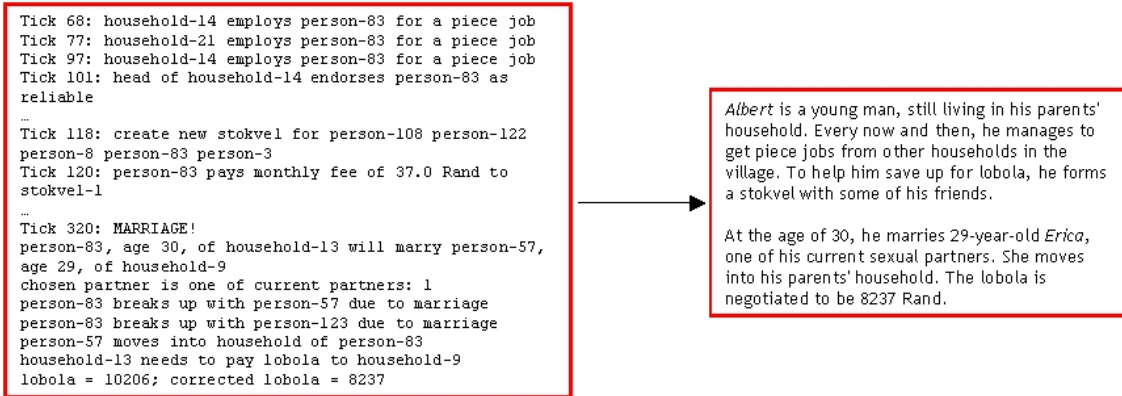 Tick 68: household-14 employs person-83 for a piece job
Tick 77: household-21 employs person-83 for a piece job
Tick 97: household-14 employs person-83 for a piece job
Tick 101: head of household-14 endorses person-83 as
reliable
…
Tick 118: create new stokvel for person-108 person-122
person-8 person-83 person-3
Tick 120: person-83 pays monthly fee of 37.0 Rand to
stokvel-1
…
Tick 320: MARRIAGE!
person-83, age 30, of household-13 will marry person-57,
age 29, of household-9
chosen partner is one of current partners: 1
person-83 breaks up with person-57 due to marriage
person-83 breaks up with person-123 due to marriage
person-57 moves into household of person-83
household-13 needs to pay lobola to household-9
lobola = 10206; corrected lobola = 8237
Albert is a young man, still living in his parents'
household. Every now and then, he manages to
get piece jobs from other households in the
village. To help him save up for lobola, he forms
a stokvel with some of his friends.
At the age of 30, he marries 29-year-old Erica,
one of his current sexual partners. She moves
into his parents' household. The lobola is
negotiated to be 8237 Rand.